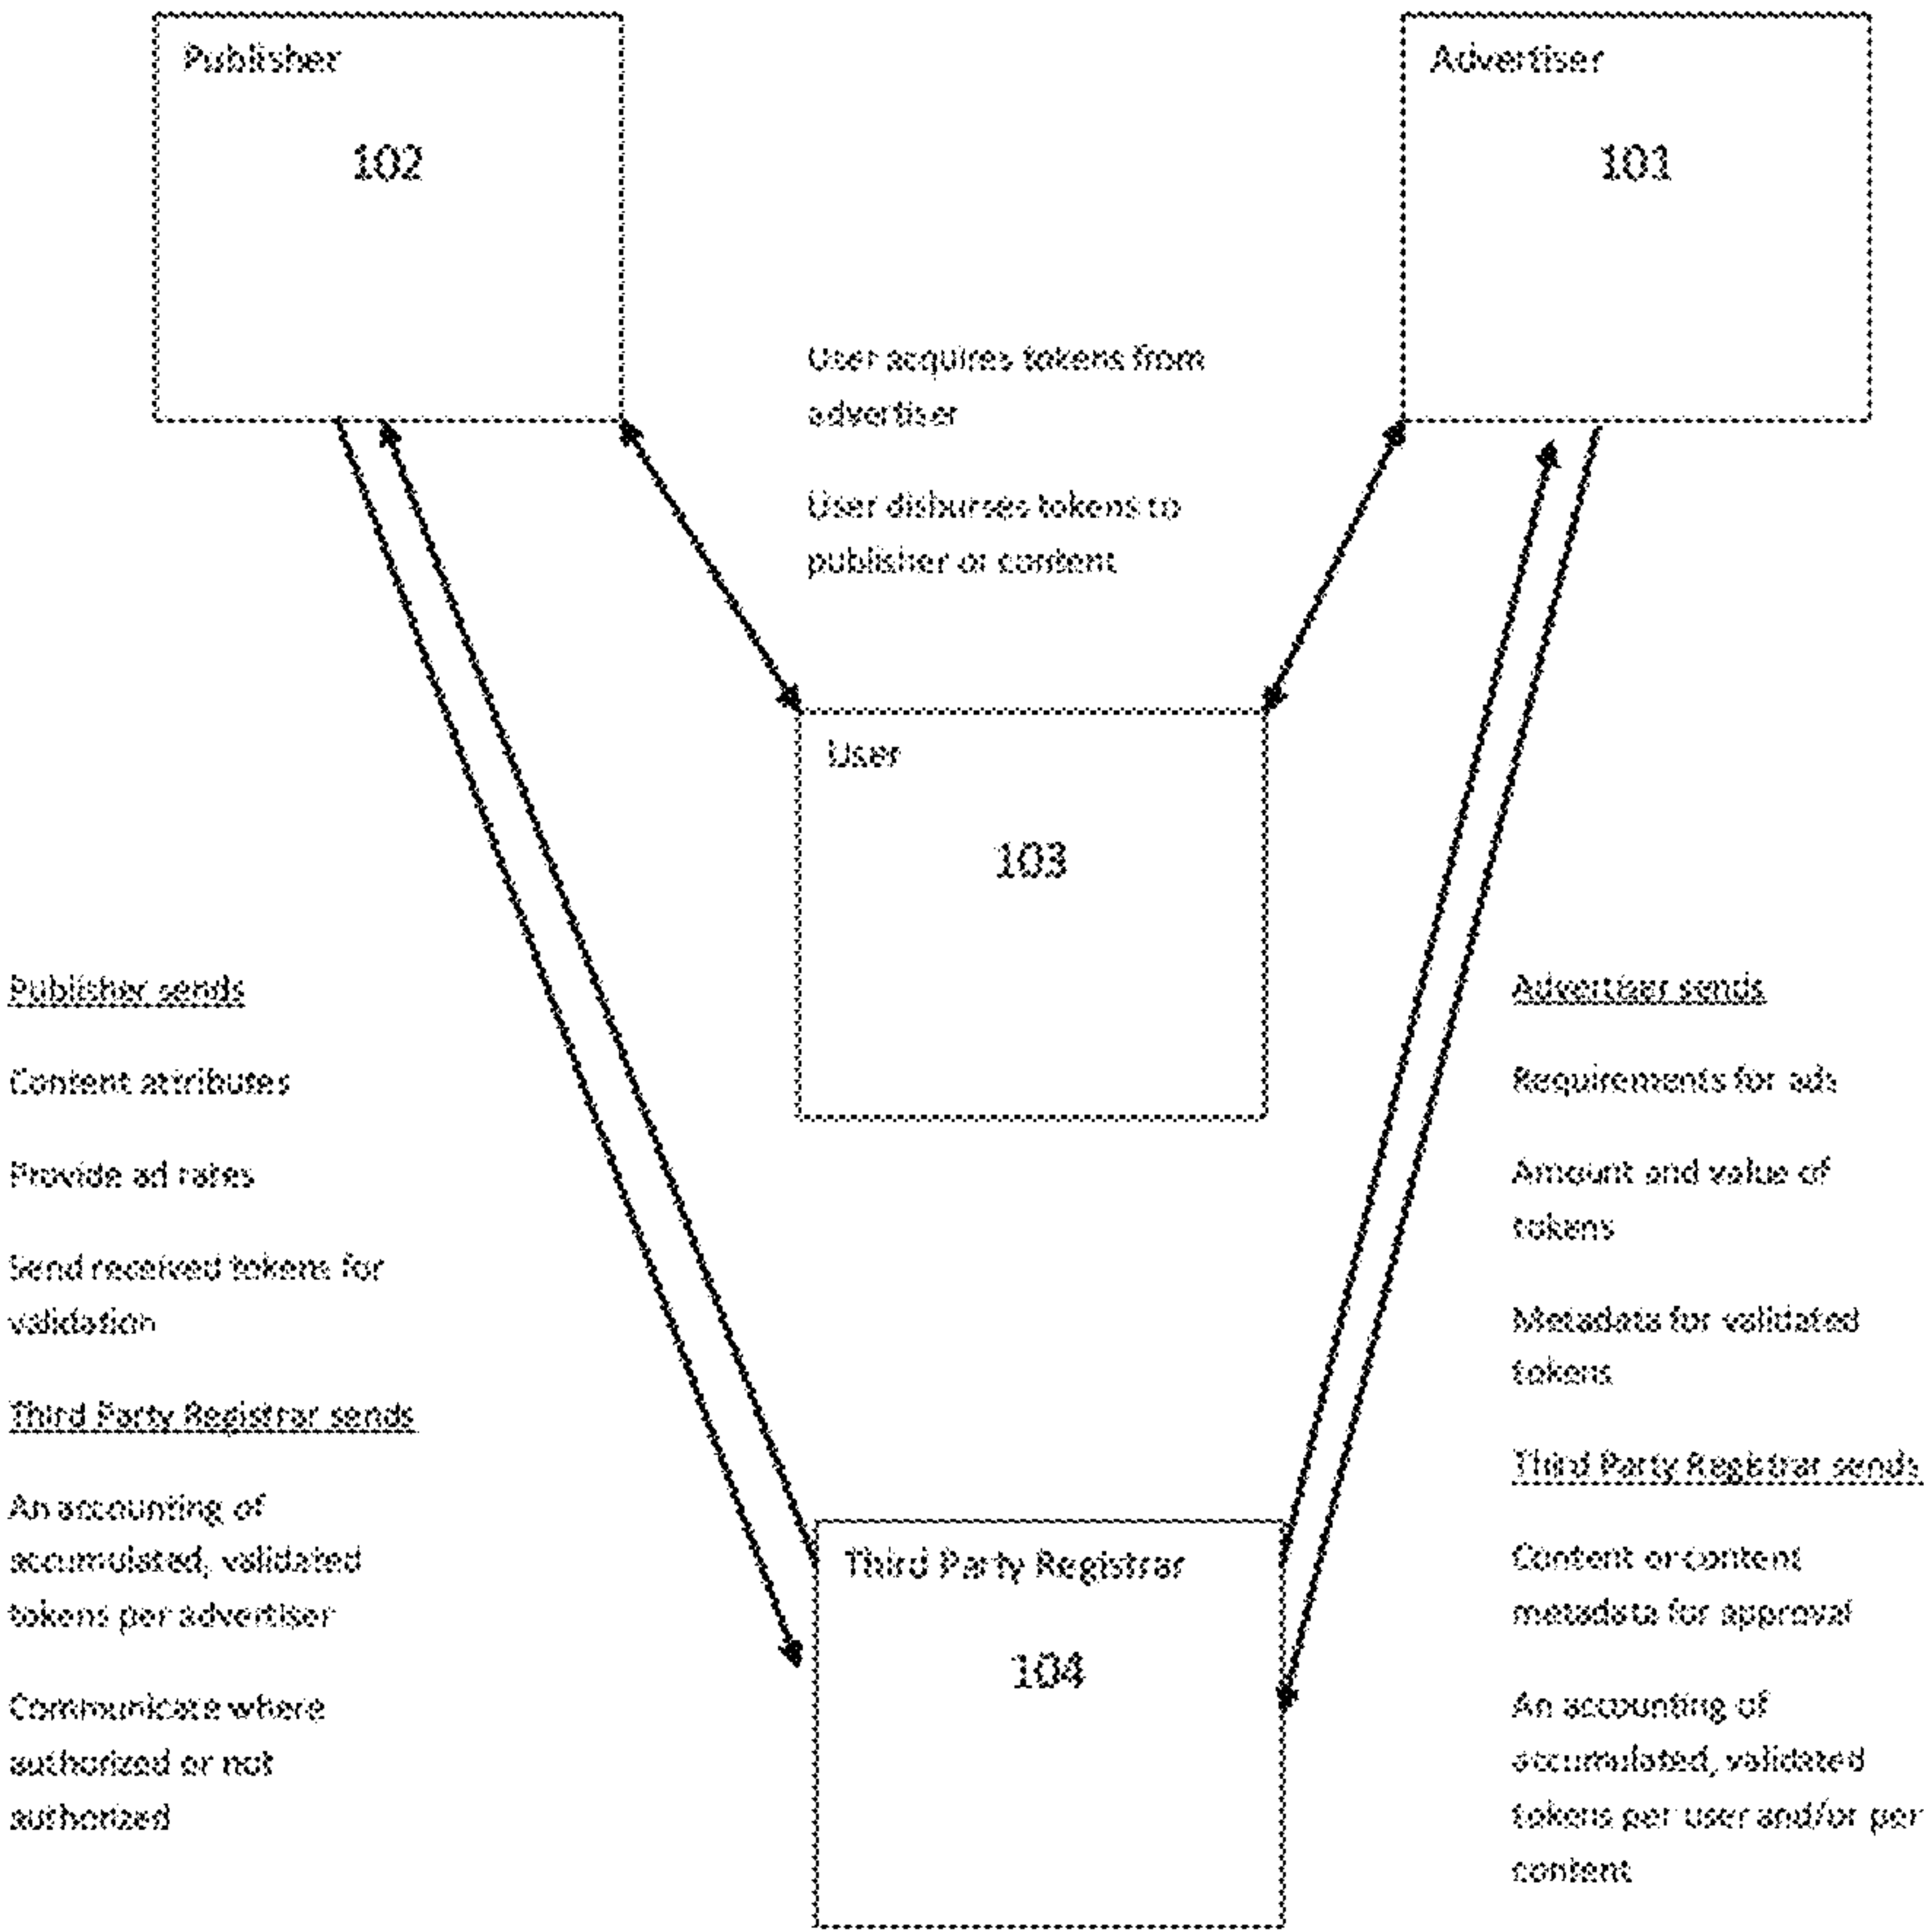 Publisher
102
Advertiser
101
User acquires tokens from
advertiser
User disburses tokens to
publisher or content
User
103
Publisher sends
Content attributes
Provide ad rates
Send received tokens for
validation
Third Party Registrar sends
An accounting of
accumulated, validated
tokens per advertiser
Communicate where
authorized or not
authorized
Advertiser sends
Requirements for ads
Amount and value of
tokens
Metadata for validated
tokens
Third Party Registrar sends
Content or content
metadata for approval
An accounting of
accumulated, validated
tokens per user and/or per
content
Third Party Registrar
104